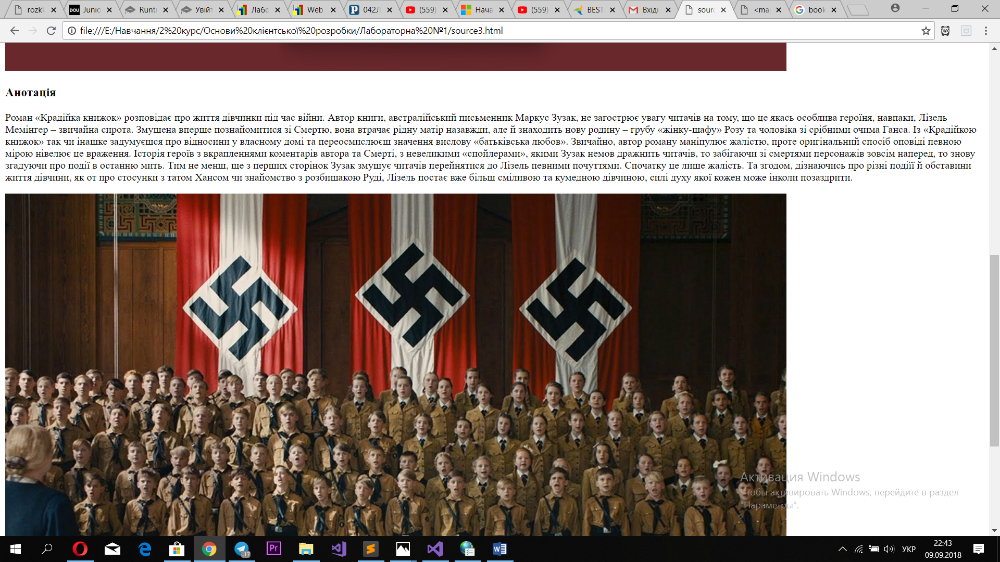 rozkl
DOU Junio
Runti
Увійт
Лабо
Web
042Л
(559)
Нача
(559)
BEST
Вхідн
sourc
<ma
book
file:///E:/Навчання/2%20курс/Основи%20клієнтської%20розробки/Лабораторна%20№1/source3.html
Анотація
Роман «Крадійка книжок» розповідає про життя дівчинки під час війни. Автор книги, австралійський письменник Маркус Зузак, не загострює увагу читачів на тому, що це якась особлива героїня, навпаки, Лізель
Мемінгер – звичайна сирота. Змушена вперше познайомитися зі Смертю, вона втрачає рідну матір назавжди, але й знаходить нову родину – грубу «жінку-шафу» Розу та чоловіка зі срібними очима Ганса. Із «Крадійкою
книжок» так чи інашке задумуєшся про відносини у власному домі та переосмислюєш значення вислову «батьківська любов». Звичайно, автор роману маніпулює жалістю, проте оригінальний спосіб оповіді певною
мірою нівелює це враження. Історія героїв з вкрапленнями коментарів автора та Смерті, з невеликими «спойлерами», якими Зузак немов дражнить читачів, то забігаючи зі смертями персонажів зовсім наперед, то знову
згадуючи про події в останню мить. Тим не менш, ще з перших сторінок Зузак змушує читачів перейнятися до Лізель певними почуттями. Спочатку це лише жалість. Та згодом, дізнаючись про різні подіїї й обставини
життя дівчини, як от про стосунки з татом Хансом чи знайомство з розбишакою Руді, Лізель постає вже більш сміливою та кумедною дівчиною, силі духу якої кожен може інколи позаздрити.
Активация Windows
Чтобы активировать Windows, перейдите в раздел
"Параметры".
Pr
..17
УКР
22:43
09.09.2018